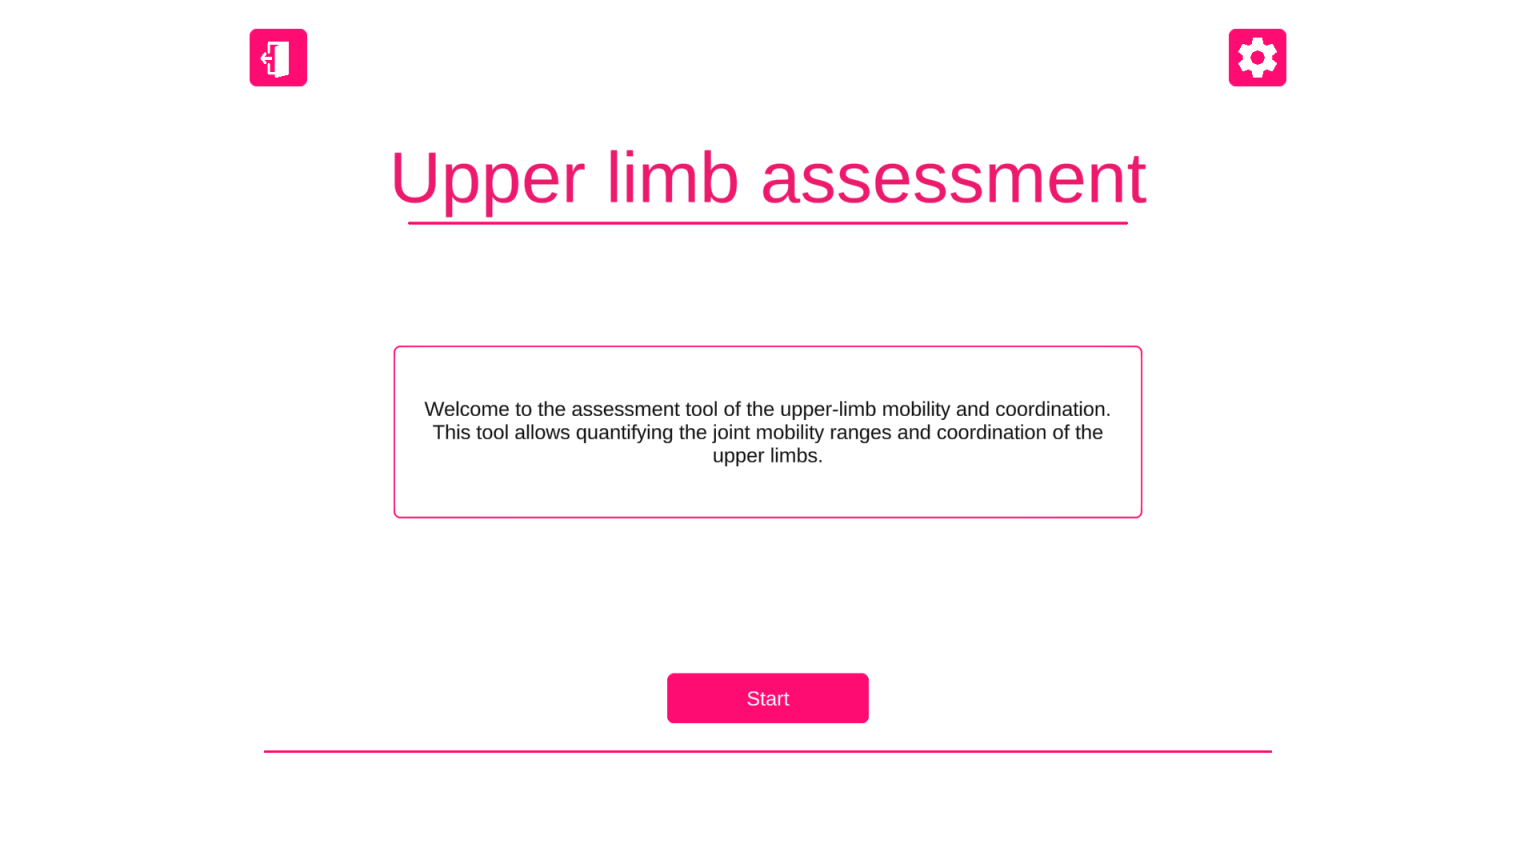 Upper limb assessment
Welcome to the assessment tool of the upper-limb mobility and coordination.
This tool allows quantifying the joint mobility ranges and coordination of the
upper limbs.
Start